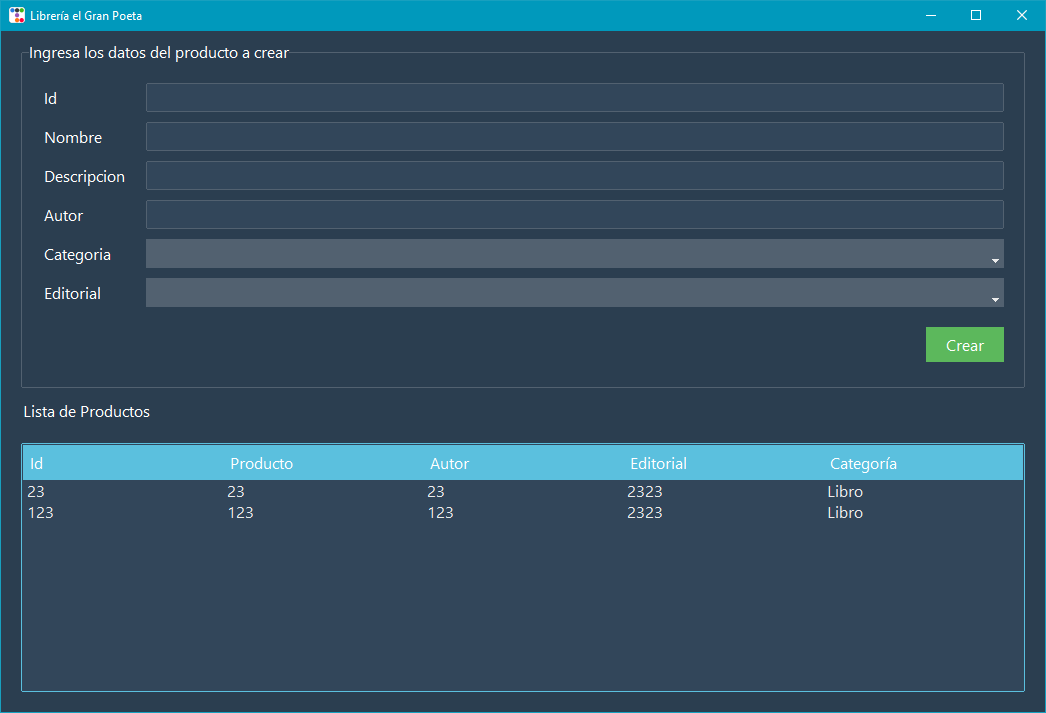 Librería el Gran Poeta
Ingresa los datos del producto a crear
Id
Nombre
Descripcion
Autor
Categoria
Editorial
Crear
Lista de Productos
Id Producto Autor Editorial Categoría
23 23 23 2323 Libro
123 123 123 2323 Libro